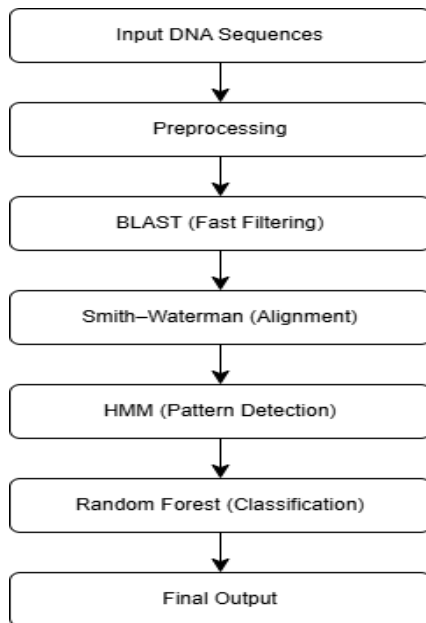 Input DNA Sequences
Preprocessing
BLAST (Fast Filtering)
Smith–Waterman (Alignment)
HMM (Pattern Detection)
Random Forest (Classification)
Final Output